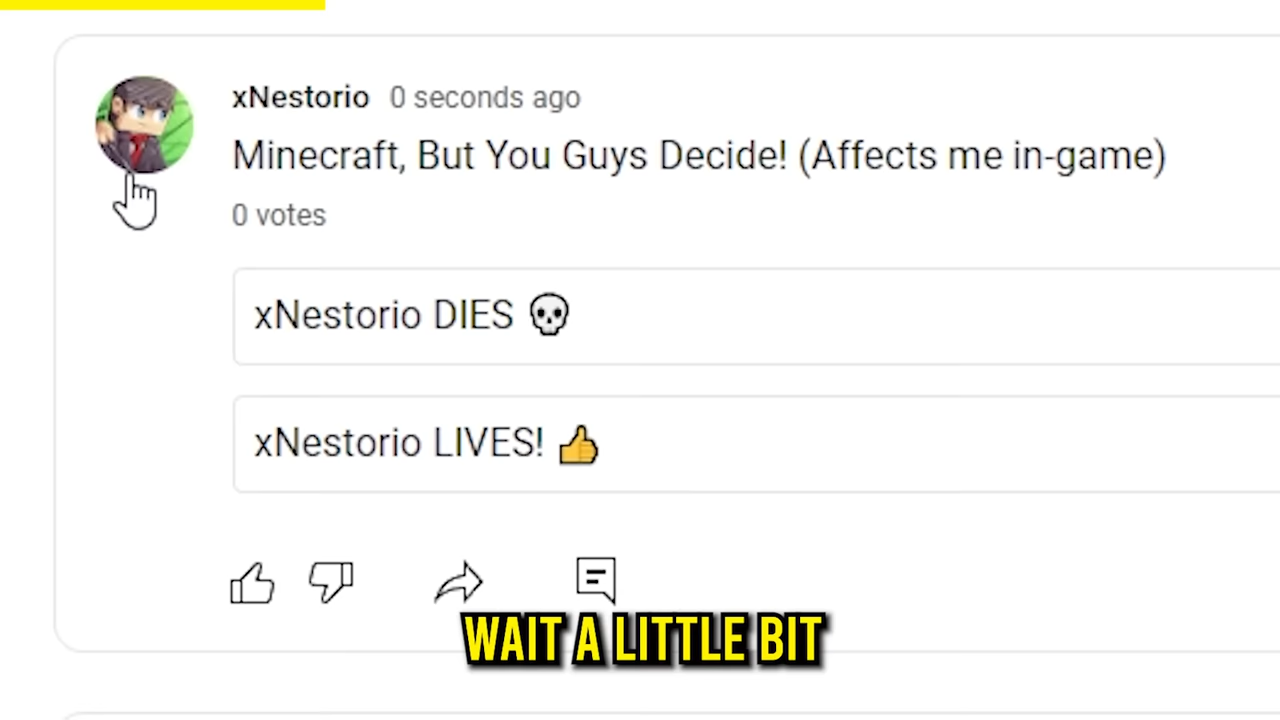 xNestorio 0 seconds ago
Minecraft, But You Guys Decide! (Affects me in-game)
0 votes
xNestorio DIES 💀
xNestorio LIVES! 👍
WAIT A LITTLE BIT